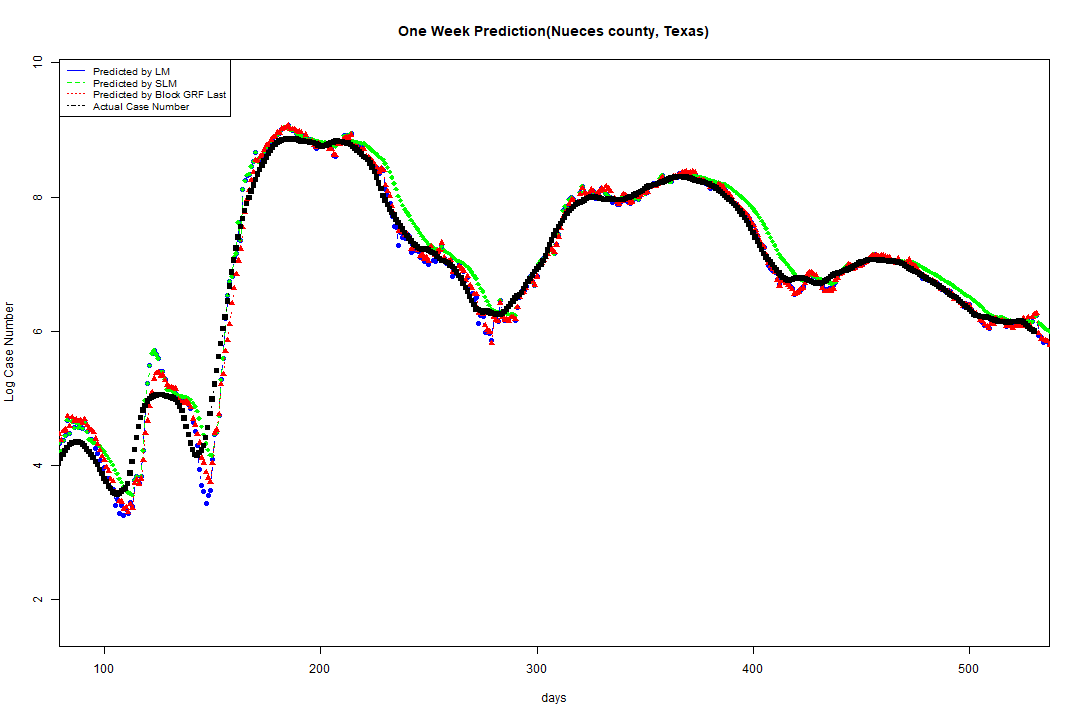 One Week Prediction(Nueces county, Texas)
Predicted by LM
Predicted by SLM
Predicted by Block GRF Last
Actual Case Number
10
8
6
4
2
Log Case Number
100
200
300
400
500
days